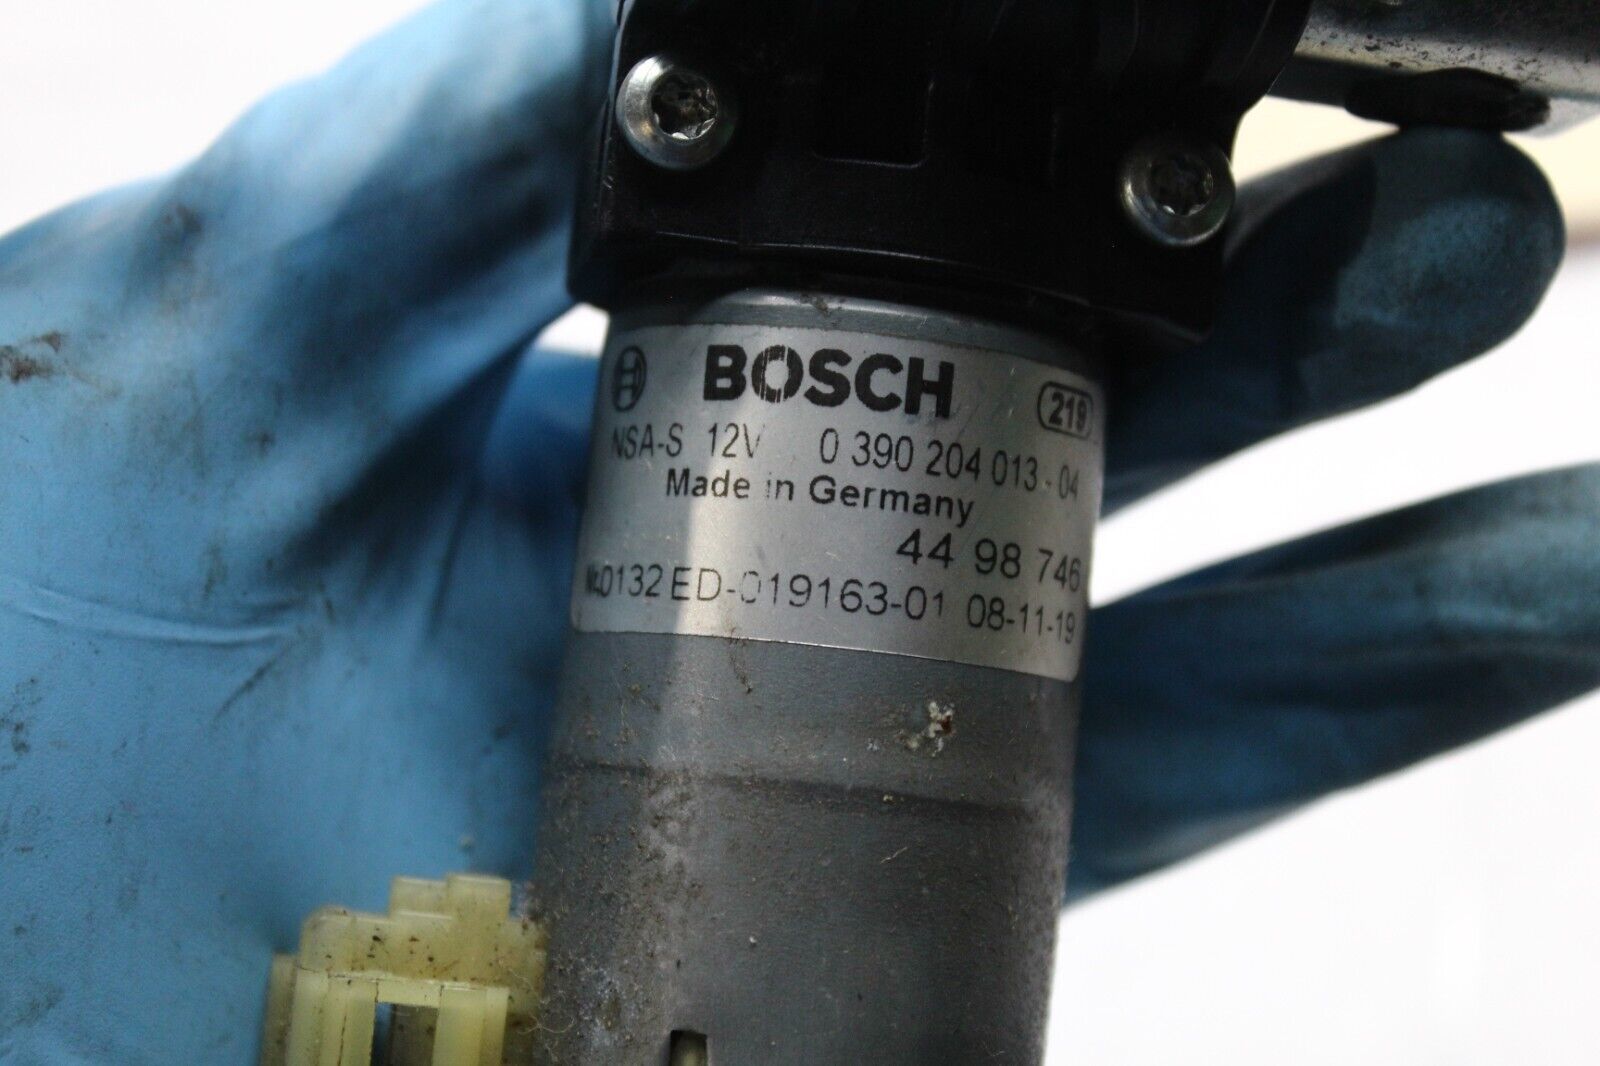 BOSCH 219
NSA-S 12V 0 390 204 013-04
Made in Germany
44 98 746
Nr.0132 ED-019163-01 08-11-19